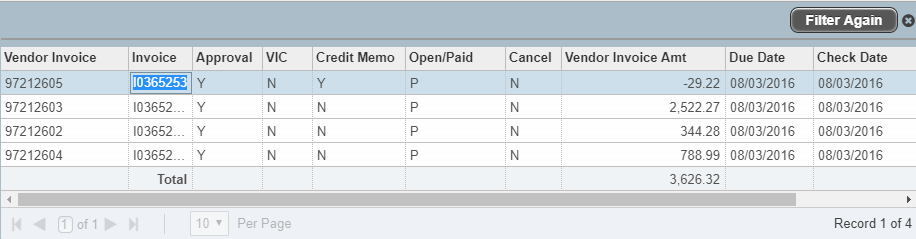 Filter Again
Vendor Invoice Invoice Approval VIC Credit Memo Open/Paid Cancel Vendor Invoice Amt Due Date Check Date
97212605 I0365253 Y N Y P N -29.22 08/03/2016 08/03/2016
97212603 I03652... Y N N P N 2,522.27 08/03/2016 08/03/2016
97212602 I03652... Y N N P N 344.28 08/03/2016 08/03/2016
97212604 I03652... Y N N P N 788.99 08/03/2016 08/03/2016
Total 3,626.32
1 of 1 10 Per Page Record 1 of 4